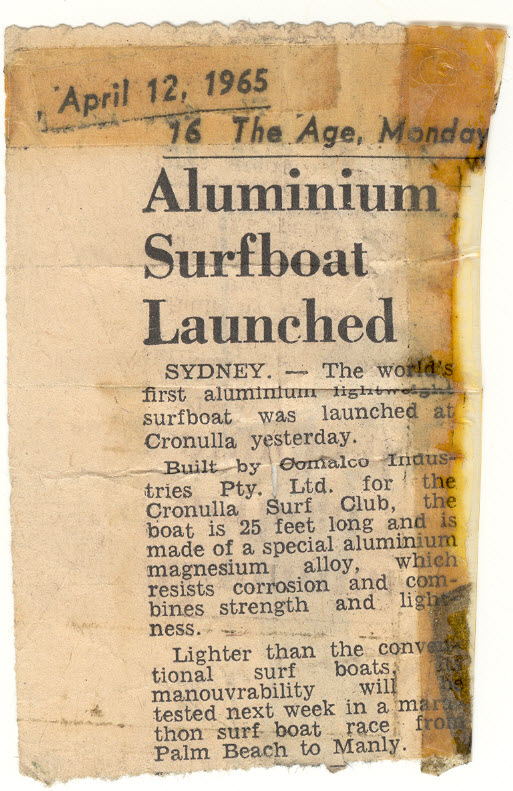 April 12, 1965
16 The Age, Monday
Aluminium
Surfboat
Launched
SYDNEY. — The world's
first aluminium lightweight
surfboat was launched at
Cronulla yesterday.
Built by Comalco Indus-
tries Pty. Ltd. for the
Cronulla Surf Club, the
boat is 25 feet long and is
made of a special aluminium
magnesium alloy, which
resists corrosion and com-
bines strength and light-
ness.
Lighter than the conven-
tional surf boats, its
manouvrability will be
tested next week in a mara-
thon surf boat race from
Palm Beach to Manly.